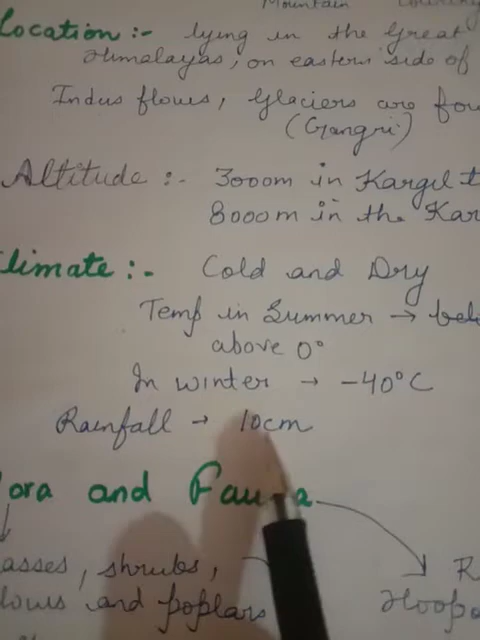 Mountain
Location :- lying in the Great
Himalayas, on eastern side of
Indus flows, Glaciers are fou
(Gangri)
Altitude :- 3000m in Kargil t
8000m in the Kar
limate :- Cold and Dry
Temp in Summer → bel
above 0°
In winter → -40°C
Rainfall → 10cm
ora and Fauna
asses, shrubs, R
lows and poplars Hoop